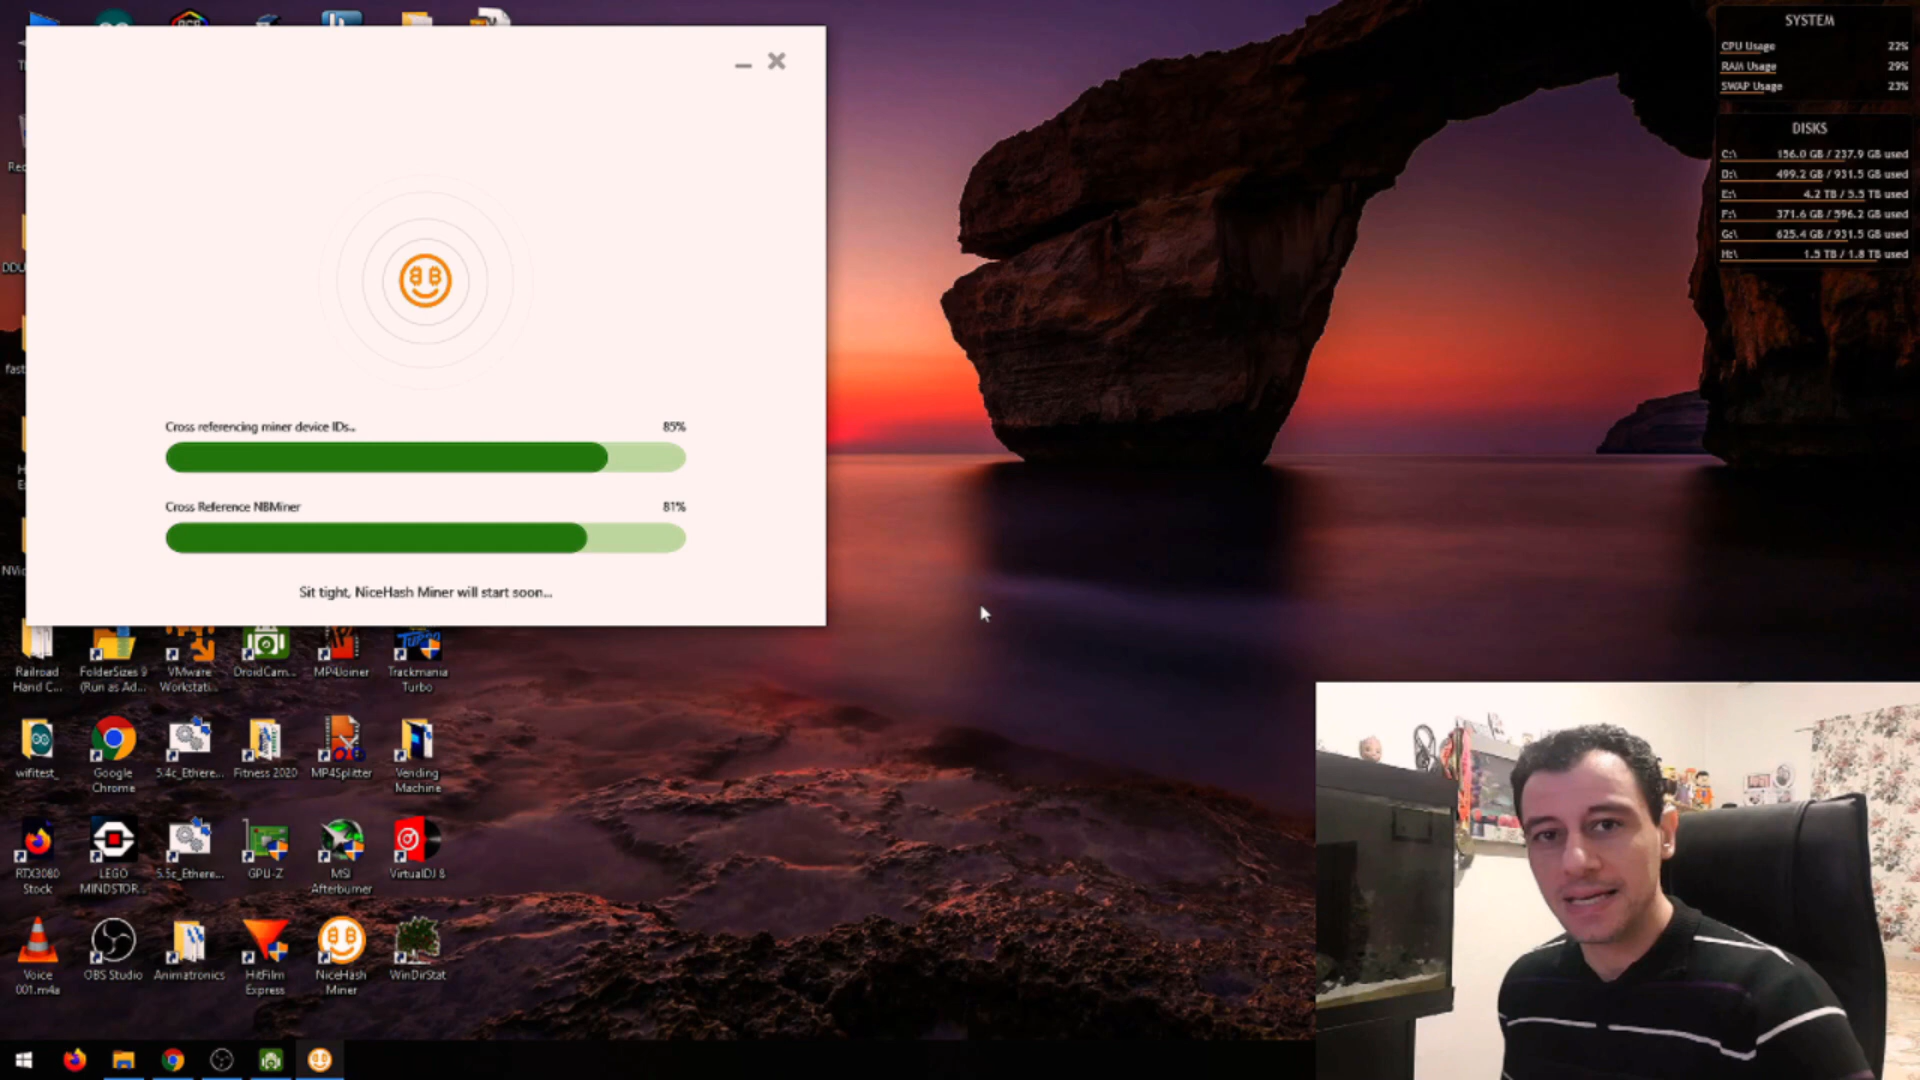 SYSTEM
CPU Usage 22%
RAM Usage 29%
SWAP Usage 23%
DISKS
C:\ 156.0 GB / 237.9 GB used
D:\ 499.2 GB / 931.5 GB used
E:\ 4.2 TB / 5.5 TB used
F:\ 371.6 GB / 596.2 GB used
G:\ 625.4 GB / 931.5 GB used
H:\ 1.5 TB / 1.8 TB used
Cross referencing miner device IDs... 85%
Cross Reference NBMiner 81%
Sit tight, NiceHash Miner will start soon...
Rec
DDU
fast
NVi
Railroad
Hand C...
FolderSizes 9
(Run as Ad...
VMware
Workstati...
DroidCam...
MP4Joiner
Trackmania
Turbo
wifitest_
Google
Chrome
5.4c_Ethere...
Fitness 2020
MP4Splitter
Vending
Machine
RTX3080
Stock
LEGO
MINDSTOR...
5.5c_Ethere...
GPU-Z
MSI
Afterburner
VirtualDJ 8
Voice
001.m4a
OBS Studio
Animatronics
HitFilm
Express
NiceHash
Miner
WinDirStat